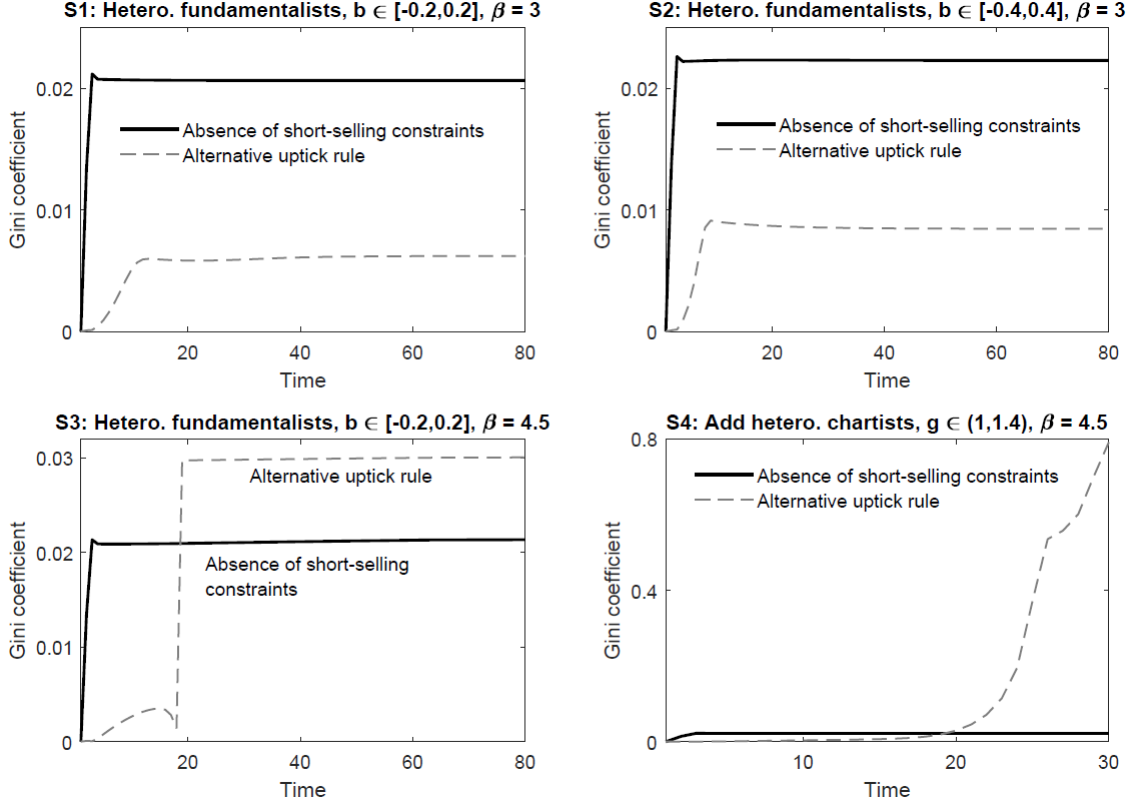 S1: Hetero. fundamentalists, b ∈ [-0.2,0.2], β = 3
0.02
0.01
0
Gini coefficient
Absence of short-selling constraints
Alternative uptick rule
20
40
60
80
Time
S2: Hetero. fundamentalists, b ∈ [-0.4,0.4], β = 3
0.02
0.01
0
Gini coefficient
Absence of short-selling constraints
Alternative uptick rule
20
40
60
80
Time
S3: Hetero. fundamentalists, b ∈ [-0.2,0.2], β = 4.5
0.03
0.02
0.01
0
Gini coefficient
Alternative uptick rule
Absence of short-selling
constraints
20
40
60
80
Time
S4: Add hetero. chartists, g ∈ (1,1.4), β = 4.5
0.8
0.4
0
Gini coefficient
Absence of short-selling constraints
Alternative uptick rule
10
20
30
Time